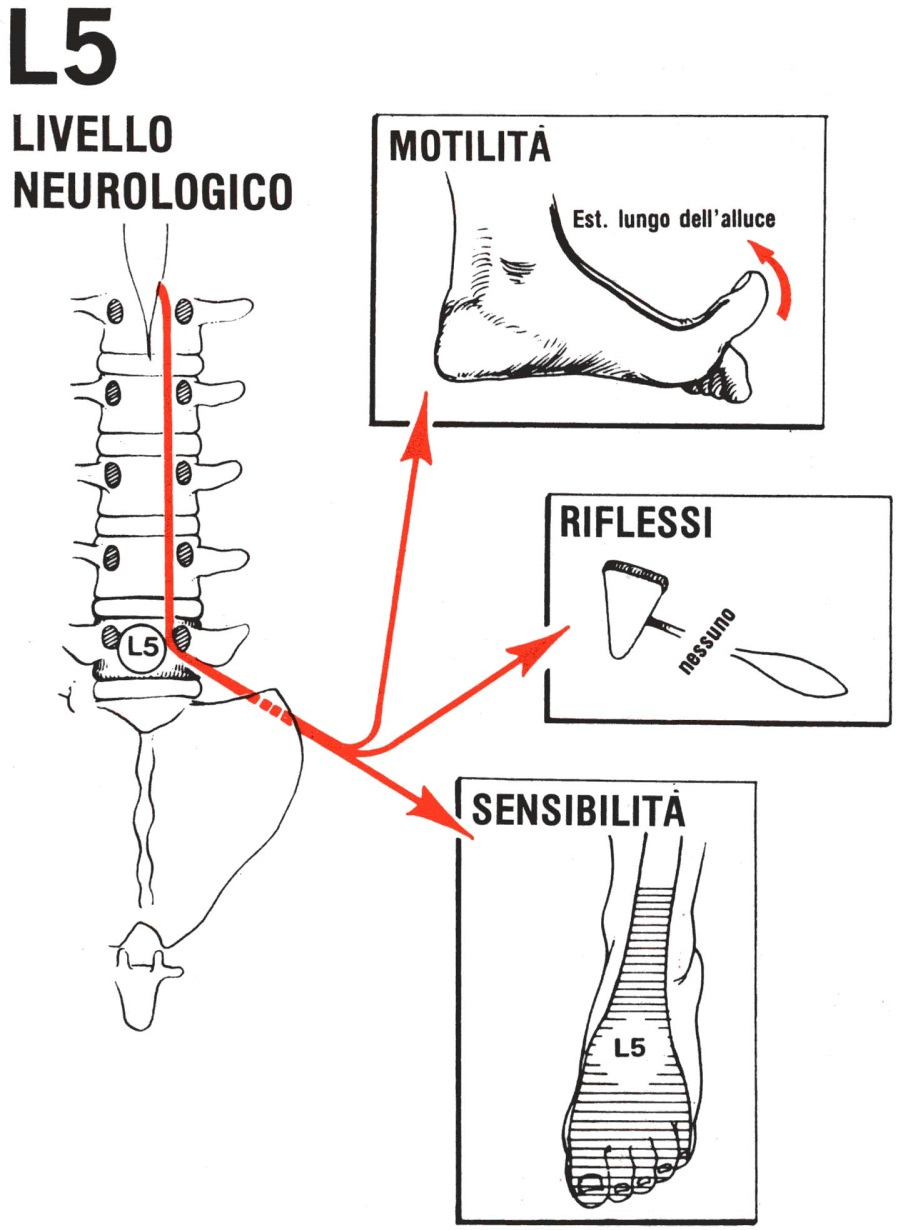 L5
LIVELLO
NEUROLOGICO
MOTILITÀ
Est. lungo dell'alluce
RIFLESSI
nessuno
L5
SENSIBILITÀ
L5